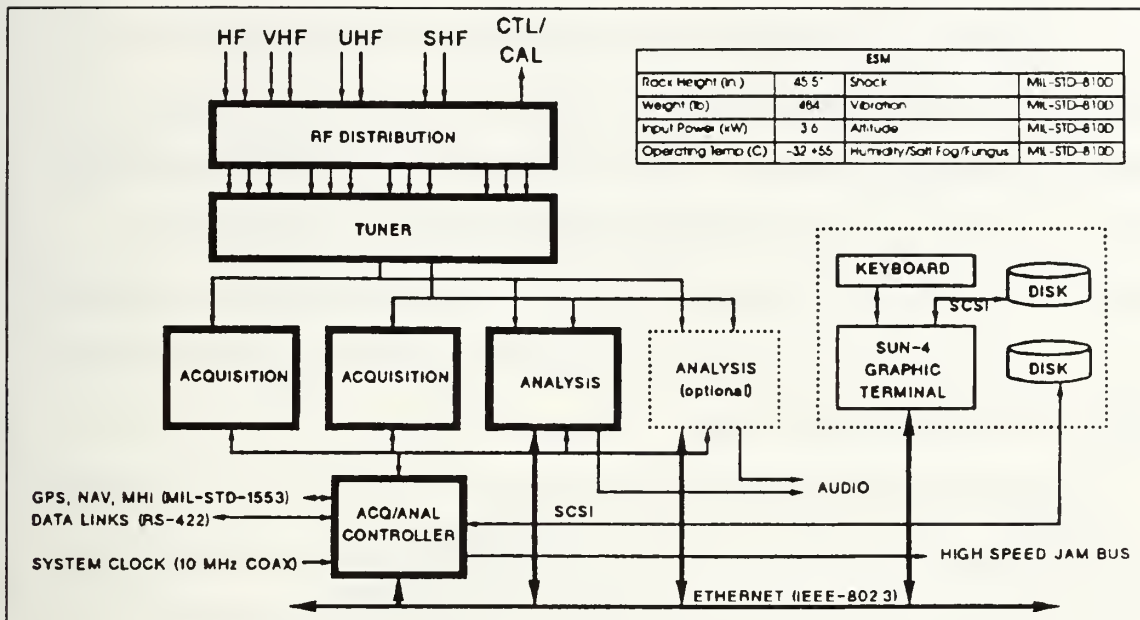 HF VHF UHF SHF CTL/
CAL
ESM
Rack Height (in.) 45.5" Shock MIL-STD-810D
Weight (lb) 464 Vibration MIL-STD-810D
Input Power (kW) 3.6 Altitude MIL-STD-810D
Operating Temp (C) -32 +55 Humidity/Salt Fog/Fungus MIL-STD-810D
RF DISTRIBUTION
TUNER
KEYBOARD
DISK
SCSI
SUN-4
GRAPHIC
TERMINAL
DISK
ACQUISITION
ACQUISITION
ANALYSIS
ANALYSIS
(optional)
AUDIO
GPS, NAV, MHI (MIL-STD-1553)
DATA LINKS (RS-422)
SYSTEM CLOCK (10 MHz COAX)
ACQ/ANAL
CONTROLLER
SCSI
HIGH SPEED JAM BUS
ETHERNET (IEEE-802 3)